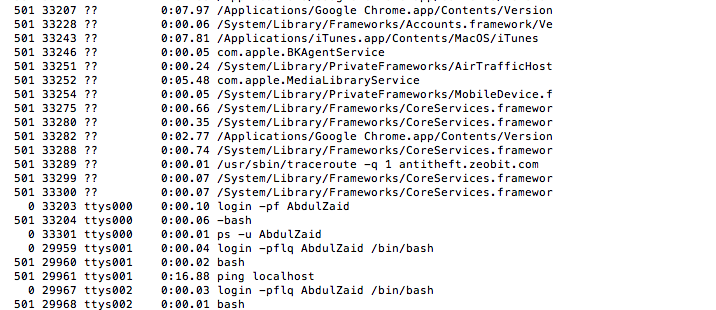 501 33207 ?? 0:07.97 /Applications/Google Chrome.app/Contents/Version
501 33228 ?? 0:00.06 /System/Library/Frameworks/Accounts.framework/Ve
501 33243 ?? 0:07.81 /Applications/iTunes.app/Contents/MacOS/iTunes
501 33246 ?? 0:00.05 com.apple.BKAgentService
501 33251 ?? 0:00.24 /System/Library/PrivateFrameworks/AirTrafficHost
501 33252 ?? 0:05.48 com.apple.MediaLibraryService
501 33254 ?? 0:00.05 /System/Library/PrivateFrameworks/MobileDevice.f
501 33275 ?? 0:00.66 /System/Library/Frameworks/CoreServices.framewor
501 33280 ?? 0:00.35 /System/Library/Frameworks/CoreServices.framewor
501 33282 ?? 0:02.77 /Applications/Google Chrome.app/Contents/Version
501 33288 ?? 0:00.74 /System/Library/Frameworks/CoreServices.framewor
501 33289 ?? 0:00.01 /usr/sbin/traceroute -q 1 antitheft.zeobit.com
501 33299 ?? 0:00.07 /System/Library/Frameworks/CoreServices.framewor
501 33300 ?? 0:00.07 /System/Library/Frameworks/CoreServices.framewor
0 33203 ttys000 0:00.10 login -pf AbdulZaid
501 33204 ttys000 0:00.06 -bash
0 33301 ttys000 0:00.01 ps -u AbdulZaid
0 29959 ttys001 0:00.04 login -pflq AbdulZaid /bin/bash
501 29960 ttys001 0:00.02 bash
501 29961 ttys001 0:16.88 ping localhost
0 29967 ttys002 0:00.03 login -pflq AbdulZaid /bin/bash
501 29968 ttys002 0:00.01 bash